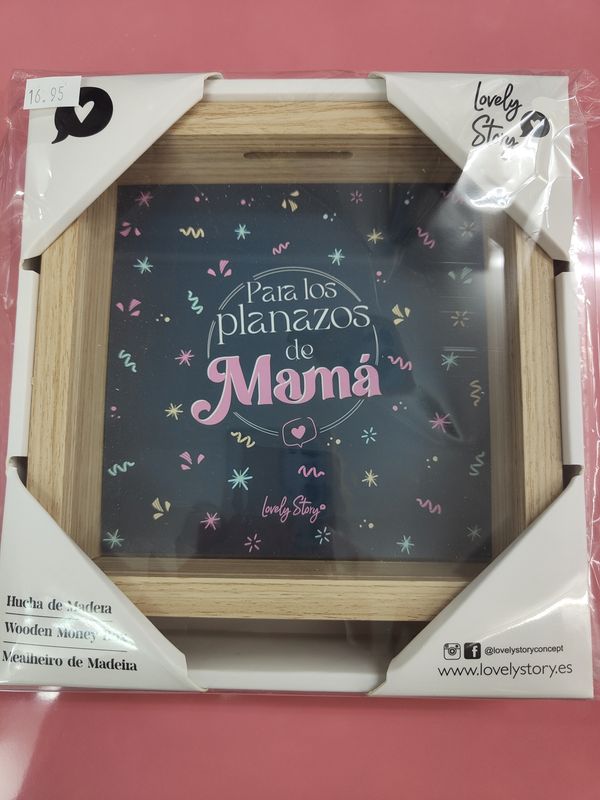 16.95
Lovely
Story
Para los
planazos
de
Mamá
Lovely Story
Hucha de Madera
Wooden Money Box
Mealheiro de Madeira
@lovelystoryconcept
www.lovelystory.es